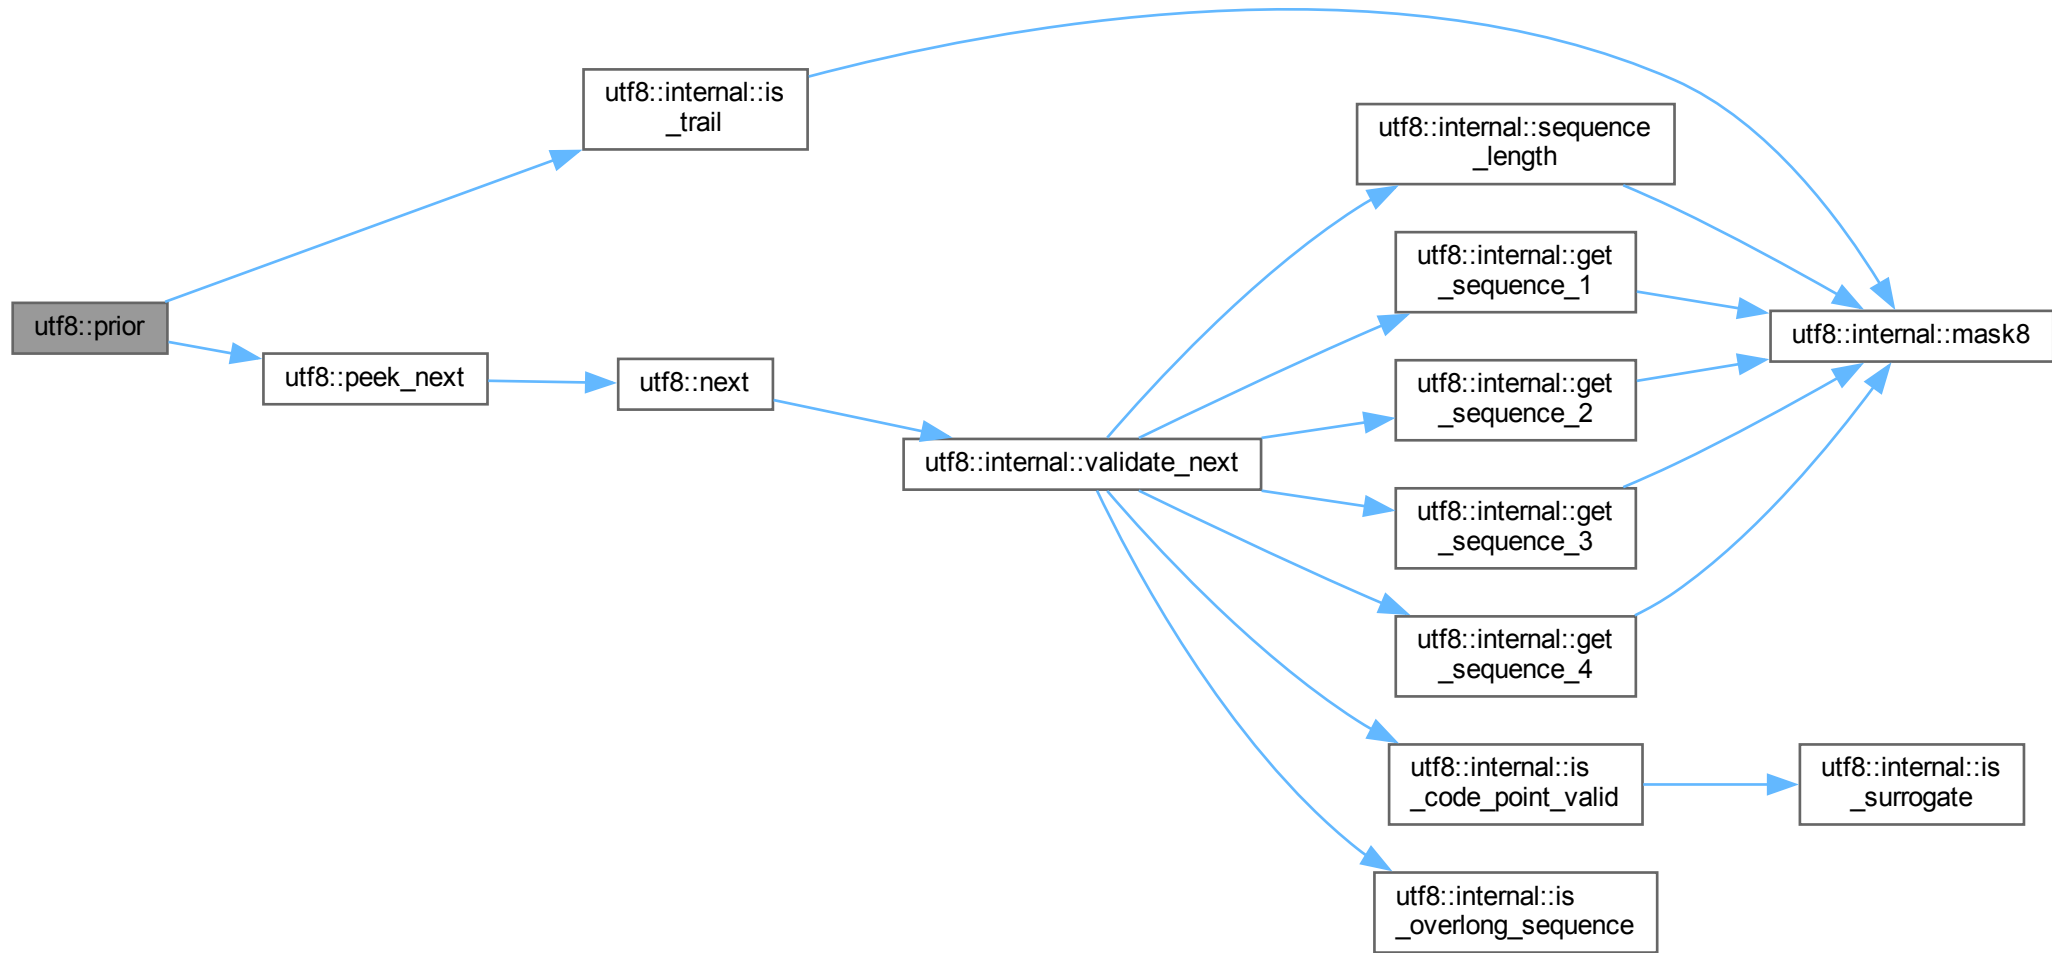 utf8::prior
utf8::internal::is
_trail
utf8::peek_next
utf8::next
utf8::internal::validate_next
utf8::internal::sequence
_length
utf8::internal::get
_sequence_1
utf8::internal::get
_sequence_2
utf8::internal::get
_sequence_3
utf8::internal::get
_sequence_4
utf8::internal::is
_code_point_valid
utf8::internal::is
_overlong_sequence
utf8::internal::mask8
utf8::internal::is
_surrogate